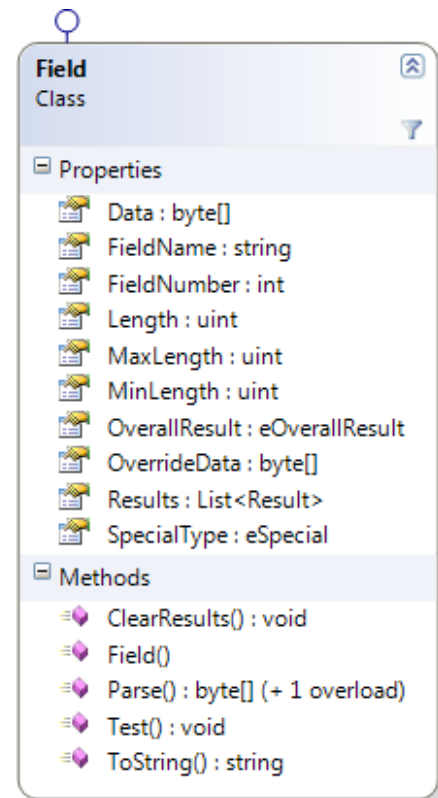 Field
Class
Properties
Data : byte[]
FieldName : string
FieldNumber : int
Length : uint
MaxLength : uint
MinLength : uint
OverallResult : eOverallResult
OverrideData : byte[]
Results : List<Result>
SpecialType : eSpecial
Methods
ClearResults() : void
Field()
Parse() : byte[] (+ 1 overload)
Test() : void
ToString() : string